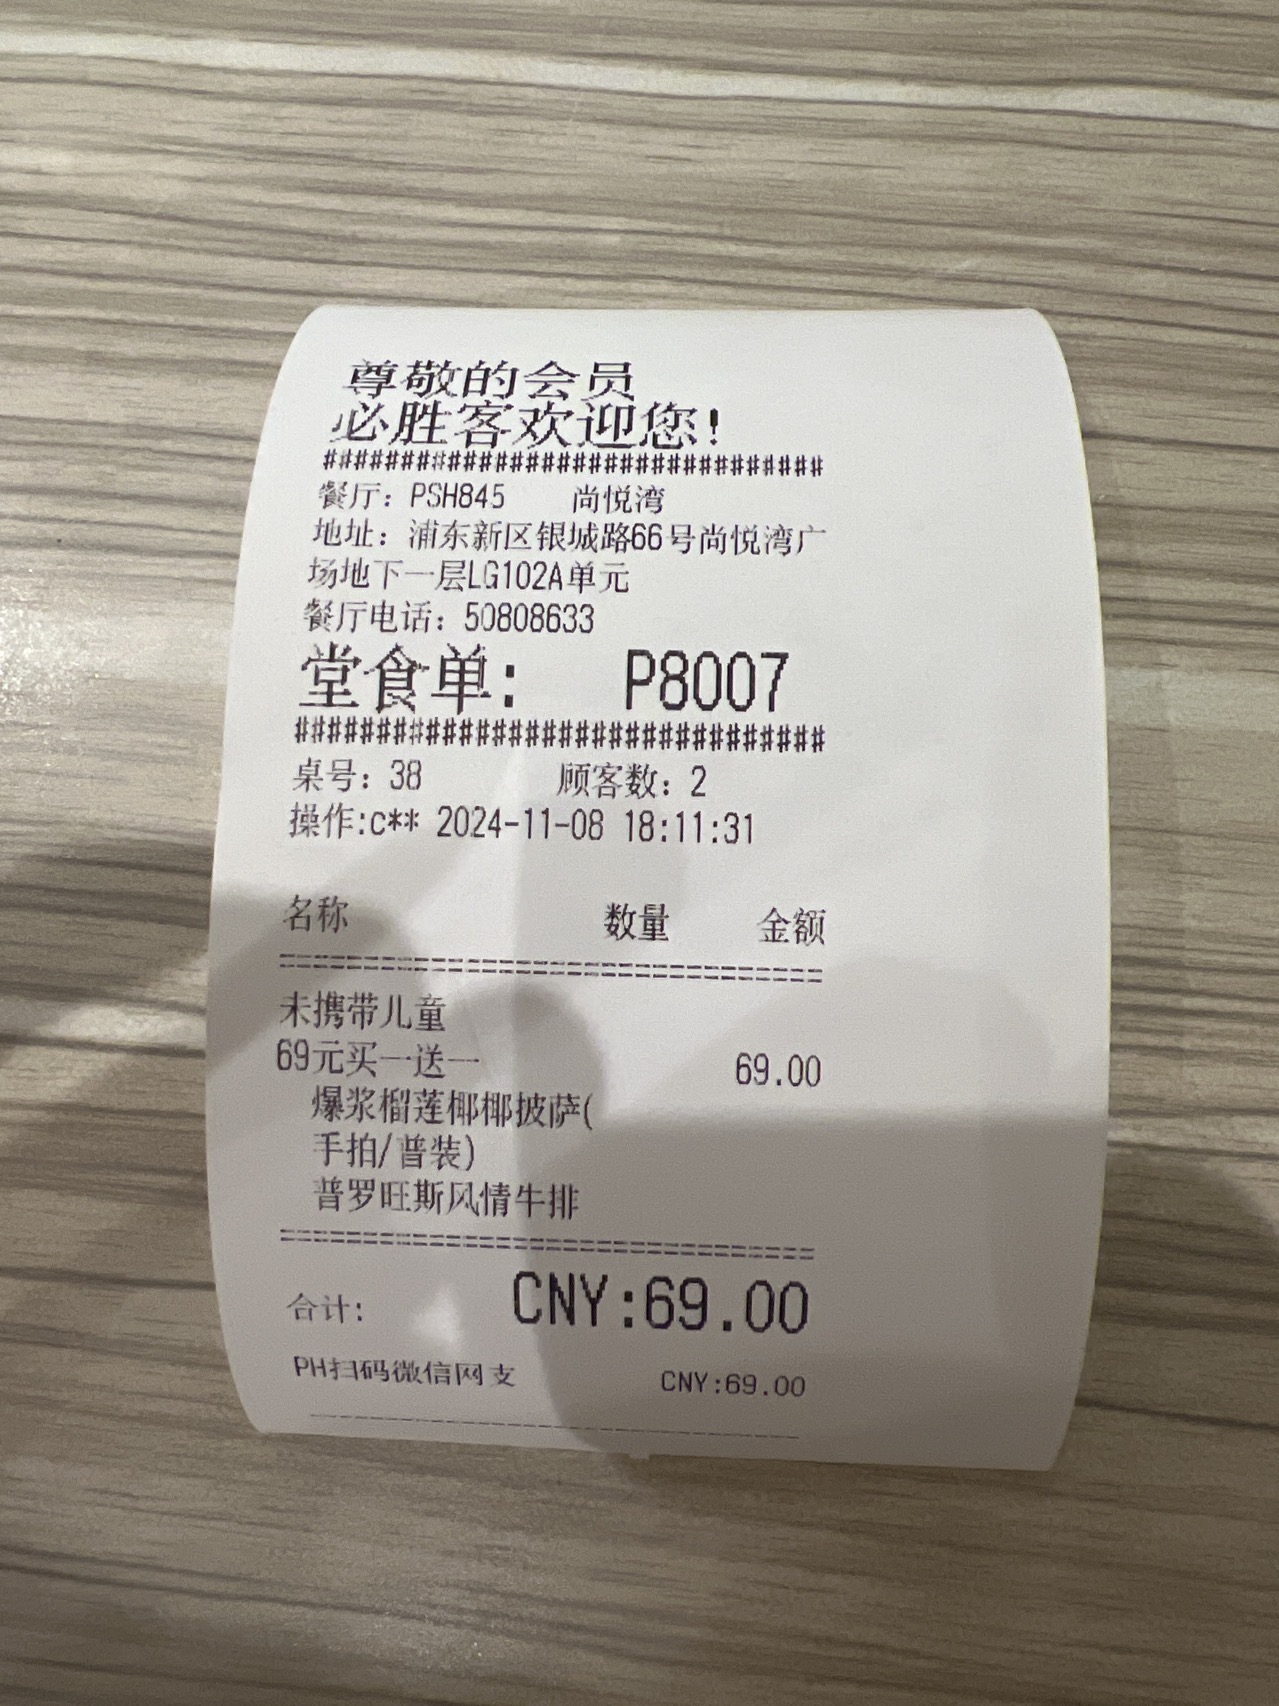 尊敬的会员
必胜客欢迎您!
################################
餐厅: PSH845 尚悦湾
地址: 浦东新区银城路66号尚悦湾广
场地下一层LG102A单元
餐厅电话: 50808633
堂食单: P8007
################################
桌号: 38 顾客数: 2
操作:c** 2024-11-08 18:11:31
名称 数量 金额
================================
未携带儿童
69元买一送一 69.00
爆浆榴莲椰椰披萨(
手拍/普装)
普罗旺斯风情牛排
================================
合计: CNY:69.00
PH扫码微信网支 CNY:69.00
--------------------------------